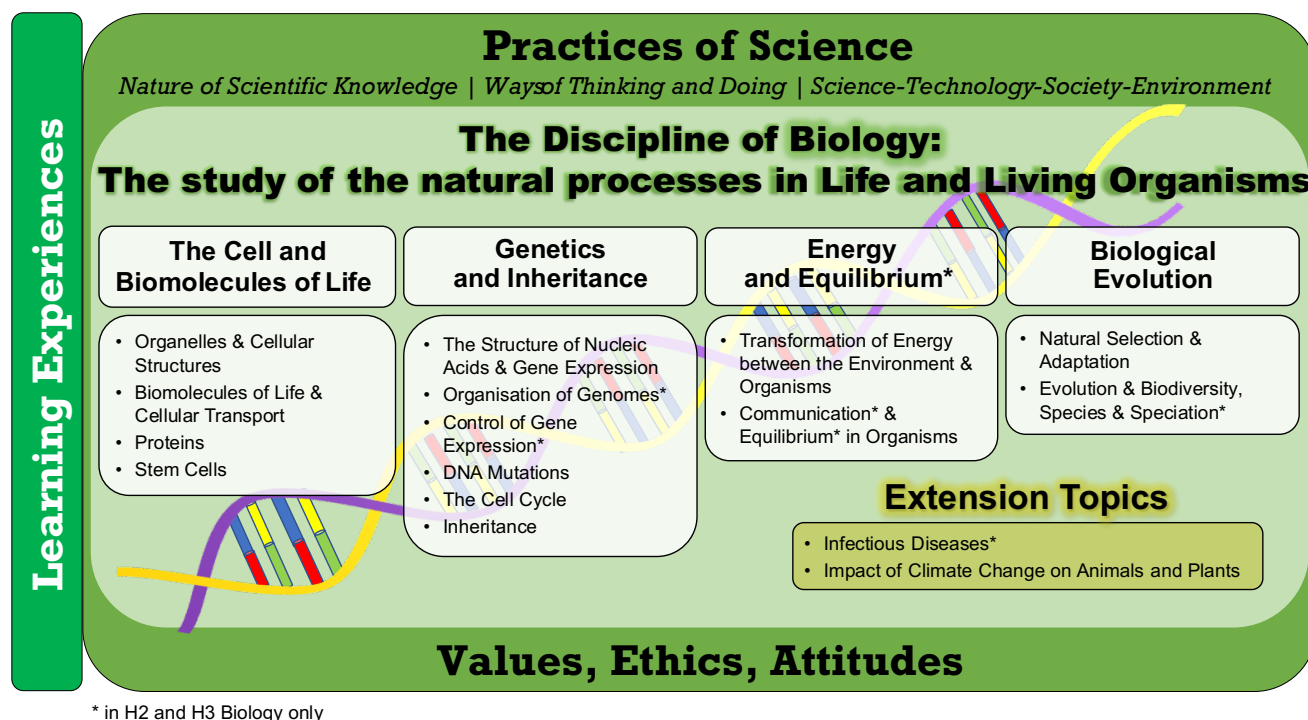 Learning Experiences
Practices of Science
Nature of Scientific Knowledge | Waysof Thinking and Doing | Science-Technology-Society-Environment
The Discipline of Biology:
The study of the natural processes in Life and Living Organisms
The Cell and
Biomolecules of Life
• Organelles & Cellular
Structures
• Biomolecules of Life &
Cellular Transport
• Proteins
• Stem Cells
Genetics
and Inheritance
• The Structure of Nucleic
Acids & Gene Expression
• Organisation of Genomes*
• Control of Gene
Expression*
• DNA Mutations
• The Cell Cycle
• Inheritance
Energy
and Equilibrium*
• Transformation of Energy
between the Environment &
Organisms
• Communication* &
Equilibrium* in Organisms
Biological
Evolution
• Natural Selection &
Adaptation
• Evolution & Biodiversity,
Species & Speciation*
Extension Topics
• Infectious Diseases*
• Impact of Climate Change on Animals and Plants
Values, Ethics, Attitudes
* in H2 and H3 Biology only